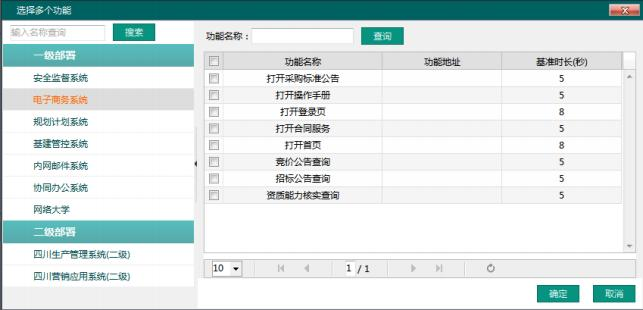 选择多个功能
输入名称查询 搜索
一级部署
安全监督系统
电子商务系统
规划计划系统
基建管控系统
内网邮件系统
协同办公系统
网络大学
二级部署
四川生产管理系统(二级)
四川营销应用系统(二级)
功能名称： 查询
功能名称 功能地址 基准时长(秒)
打开采购标准公告 5
打开操作手册 5
打开登录页 8
打开合同服务 5
打开首页 8
竞价公告查询 5
招标公告查询 5
资质能力核实查询 5
10 1 / 1
确定 取消